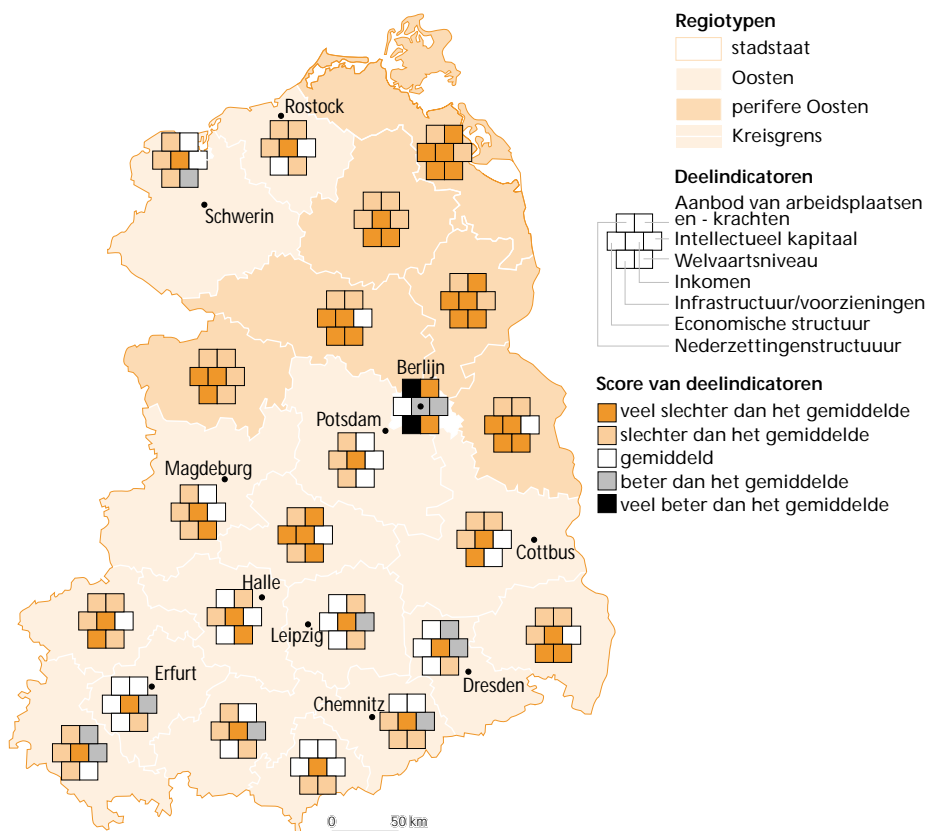 Regiotypen
stadstaat
Oosten
perifere Oosten
Kreisgrens
Deelindicatoren
Aanbod van arbeidsplaatsen
en - krachten
Intellectueel kapitaal
Welvaartsniveau
Inkomen
Infrastructuur/voorzieningen
Economische structuur
Nederzettingenstructuuur
Score van deelindicatoren
veel slechter dan het gemiddelde
slechter dan het gemiddelde
gemiddeld
beter dan het gemiddelde
veel beter dan het gemiddelde
Rostock
Schwerin
Berlijn
Potsdam
Magdeburg
Cottbus
Halle
Leipzig
Dresden
Erfurt
Chemnitz
0 50 km